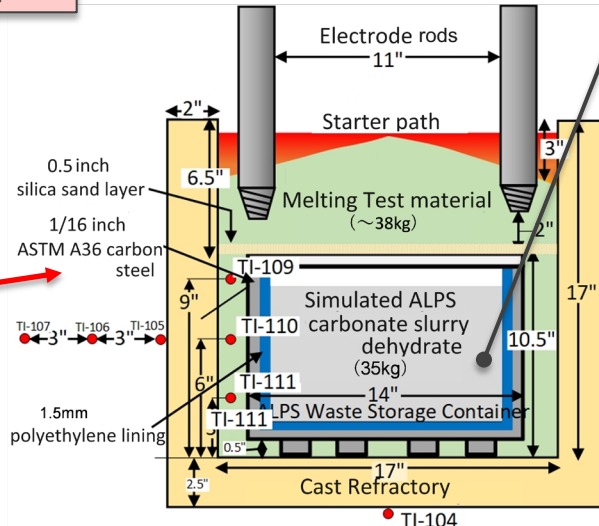 Electrode rods
11"
2"
Starter path
3"
0.5 inch
silica sand layer
6.5"
Melting Test material
(~38kg)
1/16 inch
ASTM A36 carbon
steel
2"
TI-109
9"
Simulated ALPS
carbonate slurry
dehydrate
(35kg)
17"
TI-107
3"
TI-106
3"
TI-105
TI-110
10.5"
6"
TI-111
14"
1.5mm
polyethylene lining
TI-111
ALPS Waste Storage Container
0.5"
2.5"
17"
Cast Refractory
TI-104